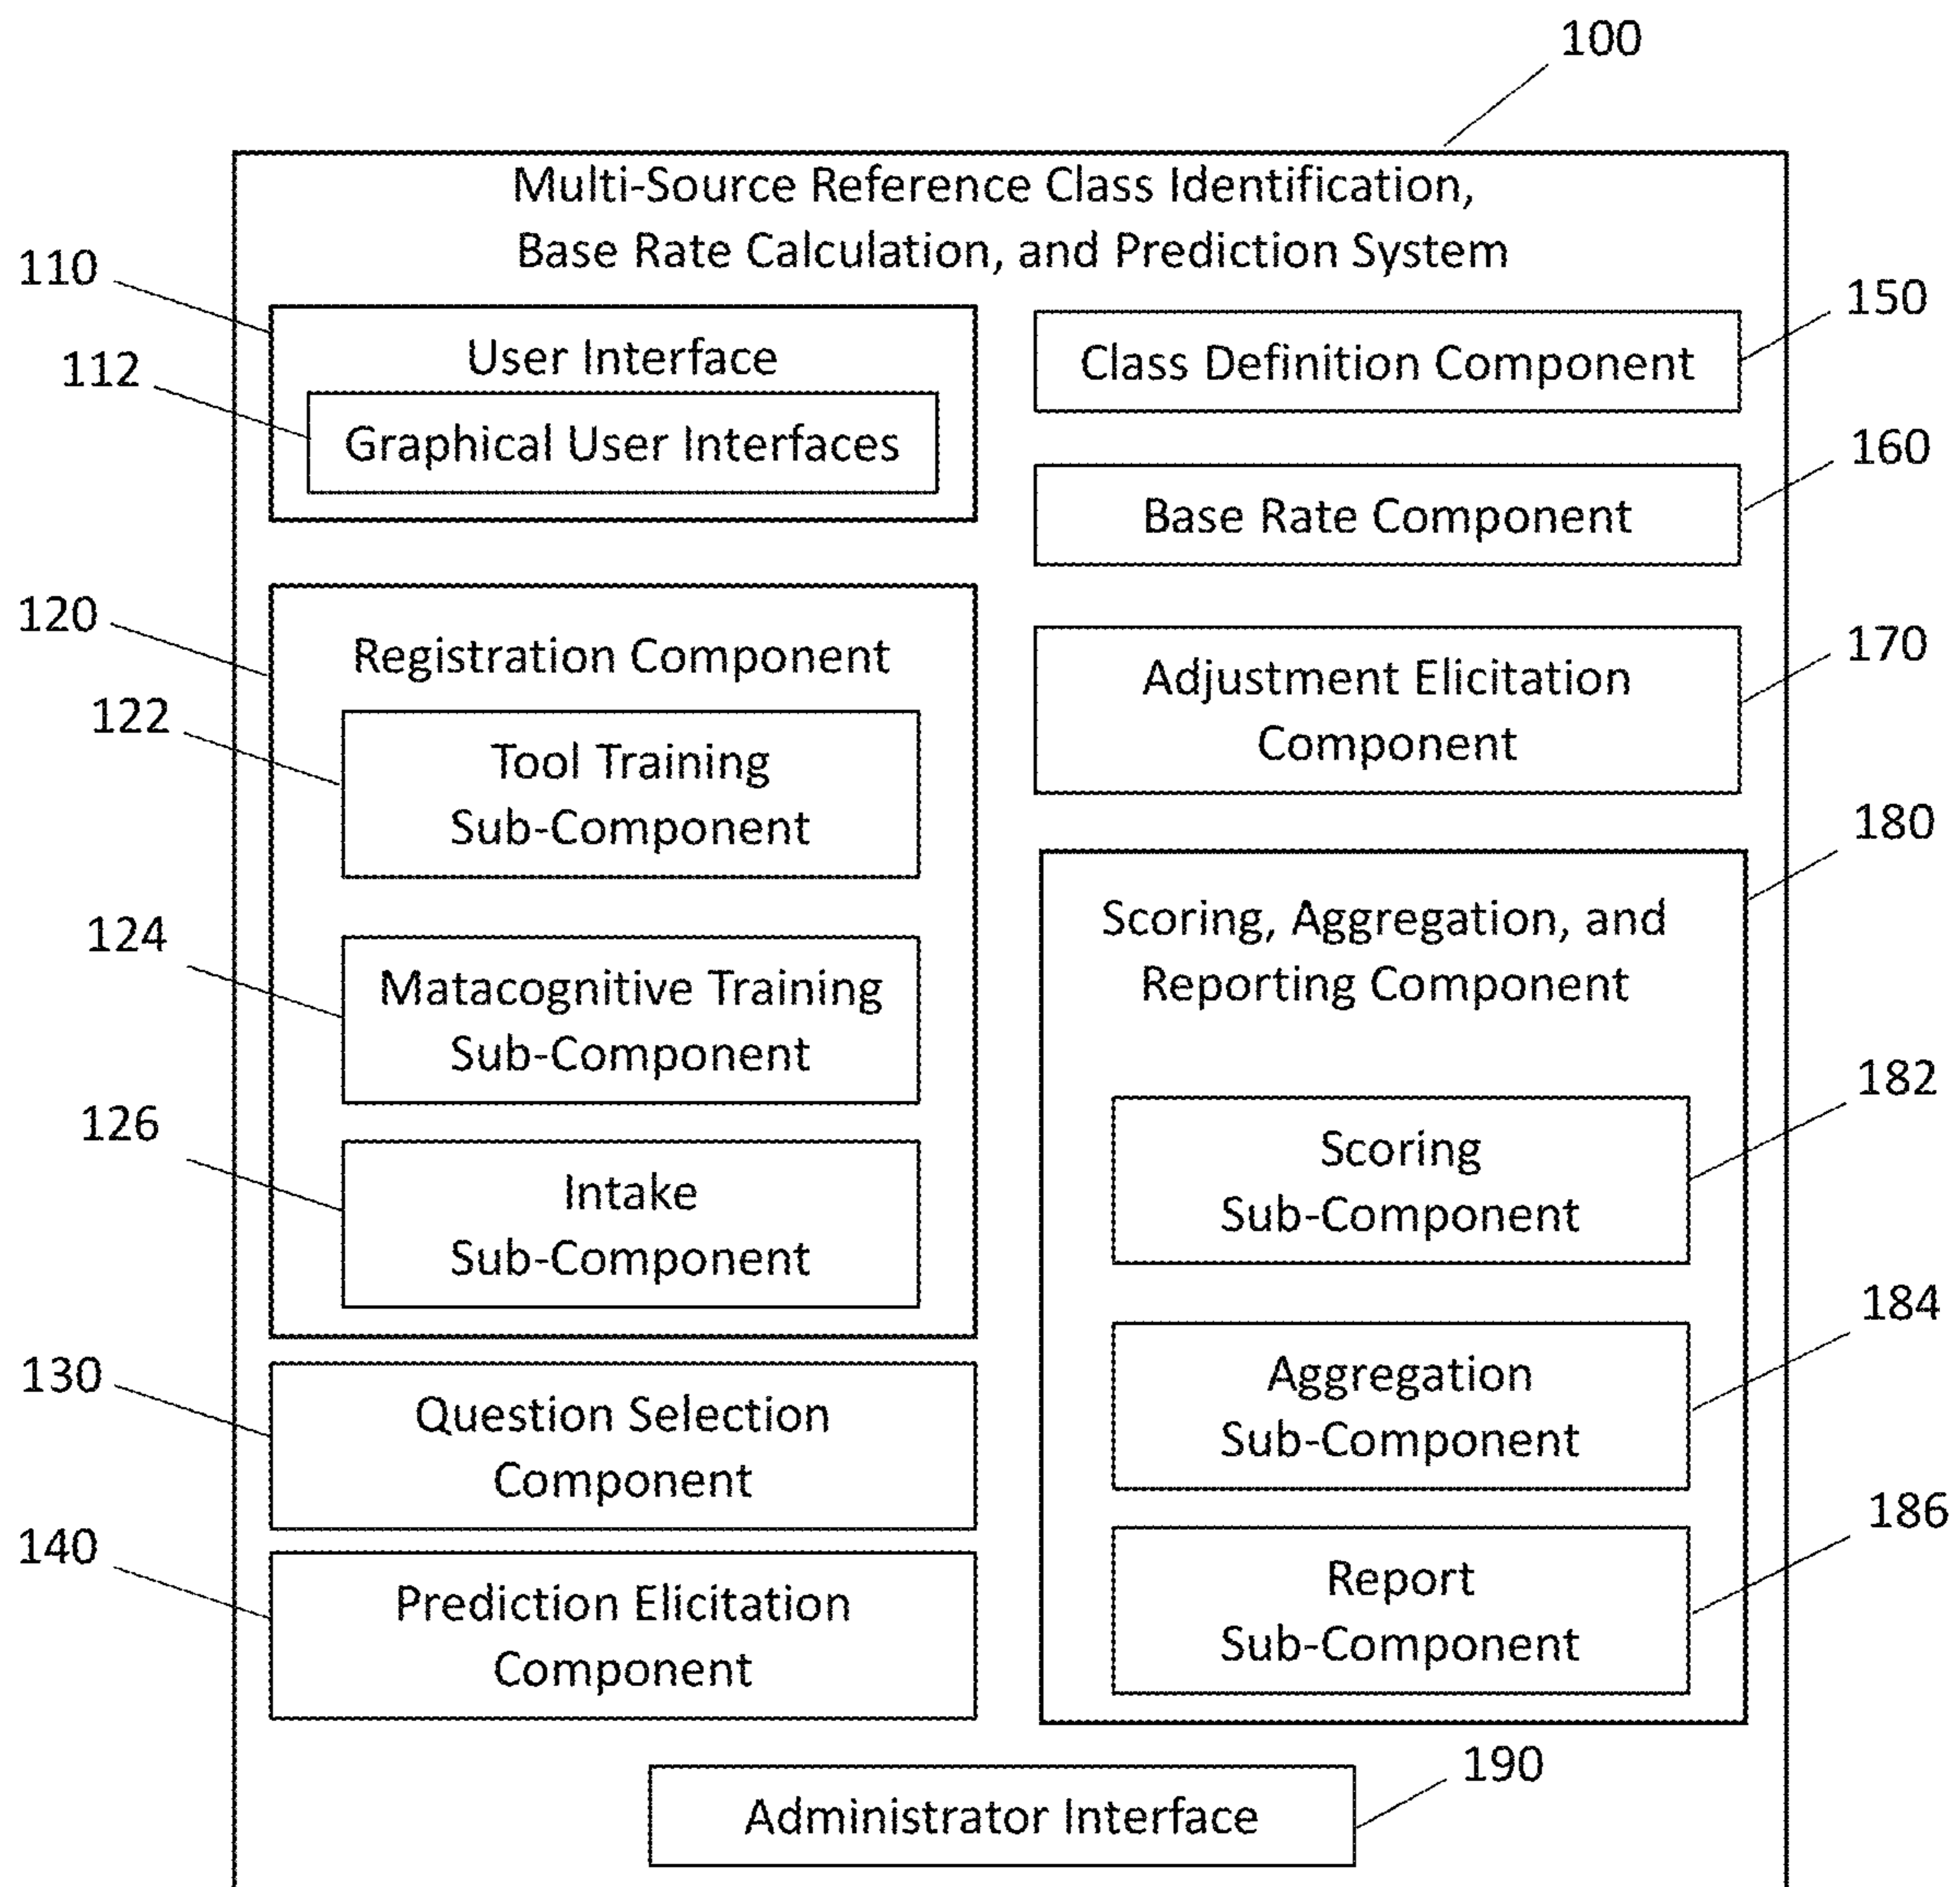 100
Multi-Source Reference Class Identification,
Base Rate Calculation, and Prediction System
110
User Interface
112
Graphical User Interfaces
120
Registration Component
122
Tool Training
Sub-Component
124
Matacognitive Training
Sub-Component
126
Intake
Sub-Component
130
Question Selection
Component
140
Prediction Elicitation
Component
150
Class Definition Component
160
Base Rate Component
170
Adjustment Elicitation
Component
180
Scoring, Aggregation, and
Reporting Component
182
Scoring
Sub-Component
184
Aggregation
Sub-Component
186
Report
Sub-Component
190
Administrator Interface